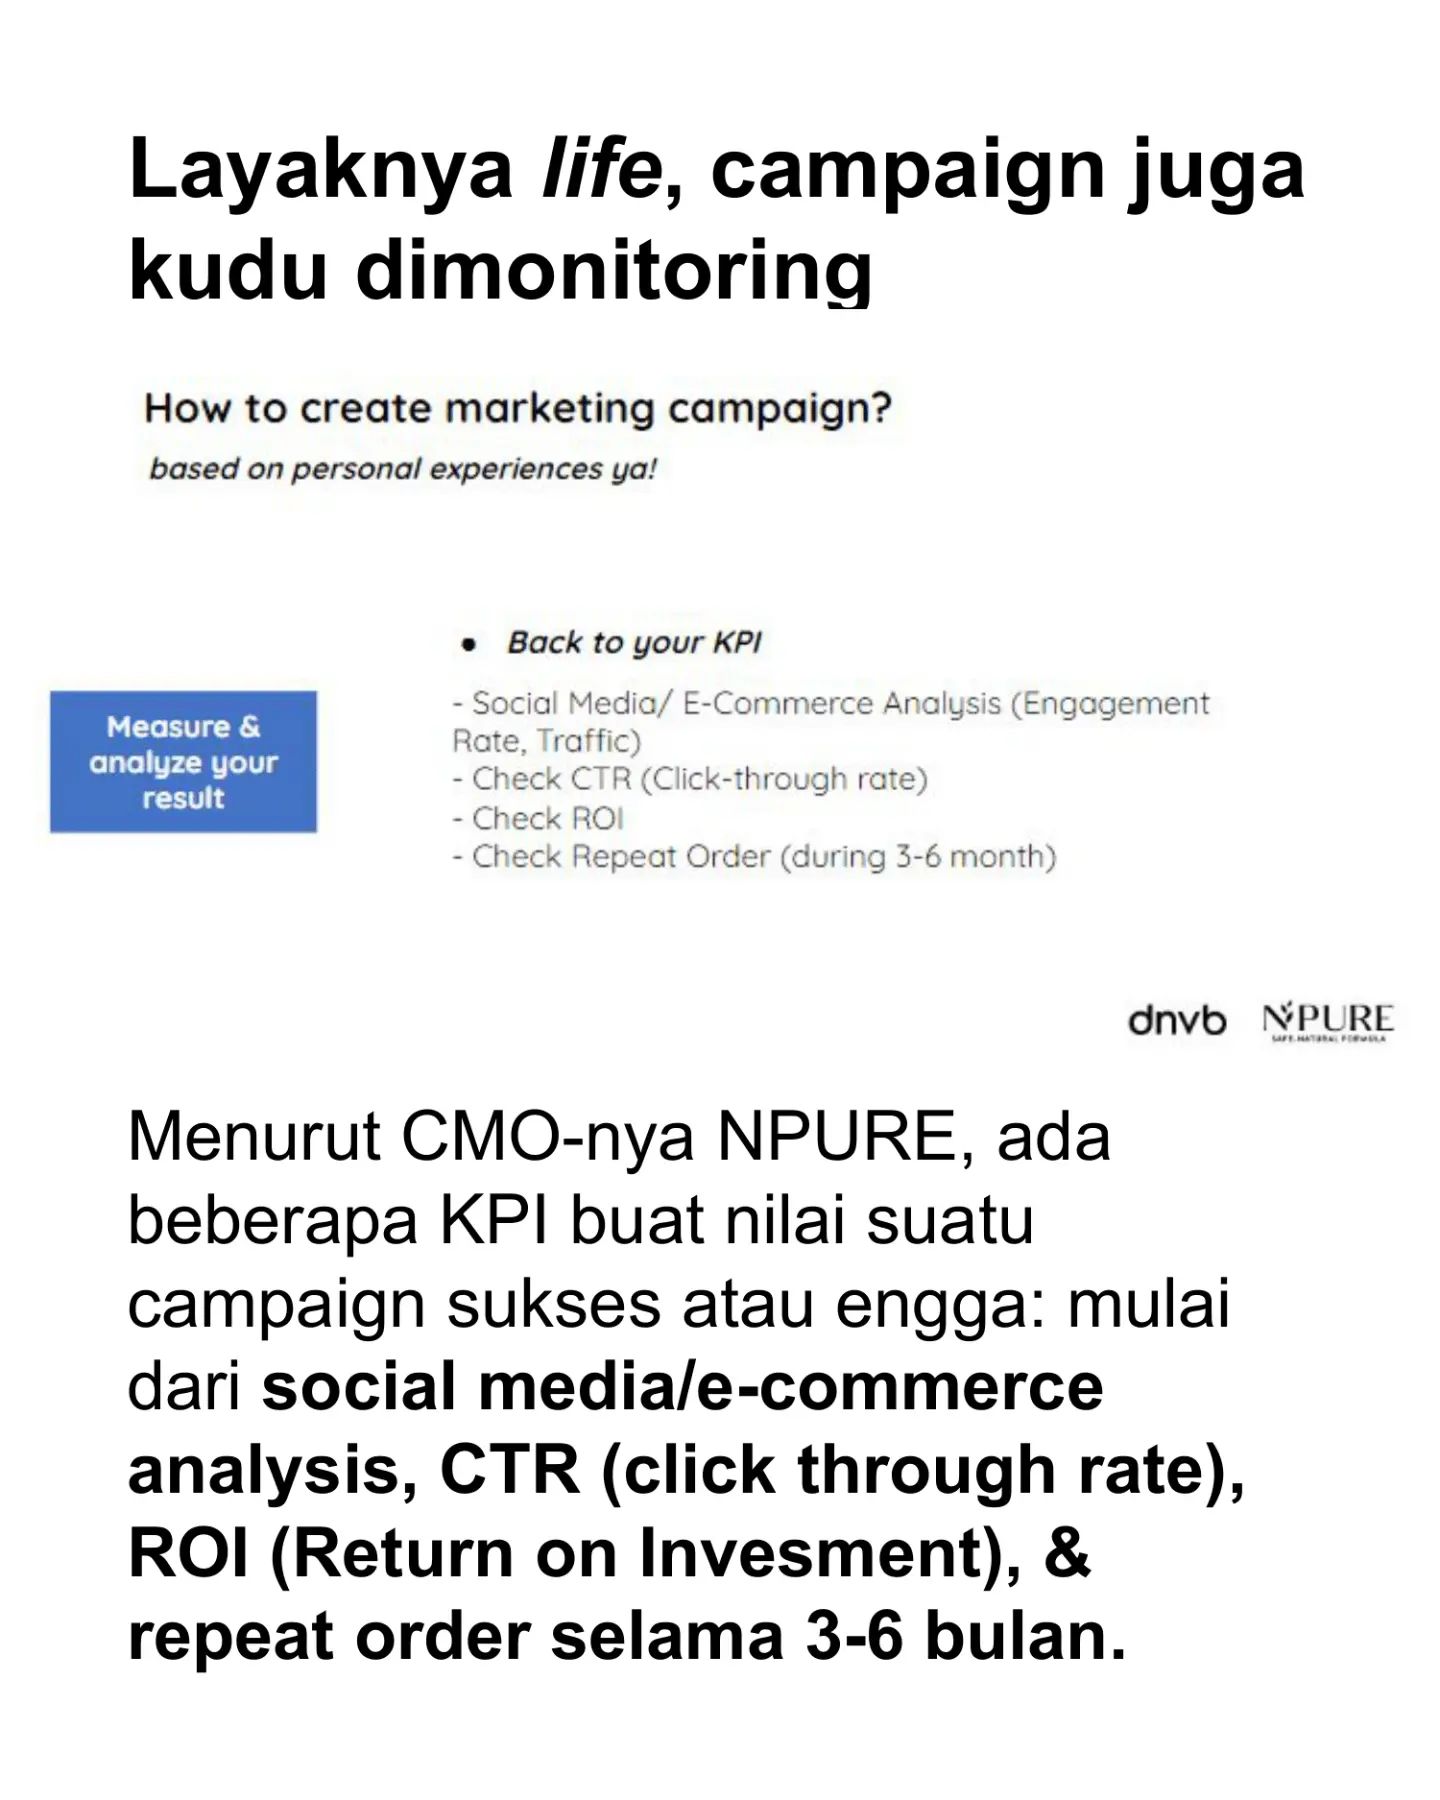 Layaknya life, campaign juga
kudu dimonitoring
How to create marketing campaign?
based on personal experiences ya!
Measure &
analyze your
result
● Back to your KPI
- Social Media/ E-Commerce Analysis (Engagement
Rate, Traffic)
- Check CTR (Click-through rate)
- Check ROI
- Check Repeat Order (during 3-6 month)
dnvb NPURE
SAFE-NATURAL FORMULA
Menurut CMO-nya NPURE, ada
beberapa KPI buat nilai suatu
campaign sukses atau engga: mulai
dari social media/e-commerce
analysis, CTR (click through rate),
ROI (Return on Invesment), &
repeat order selama 3-6 bulan.